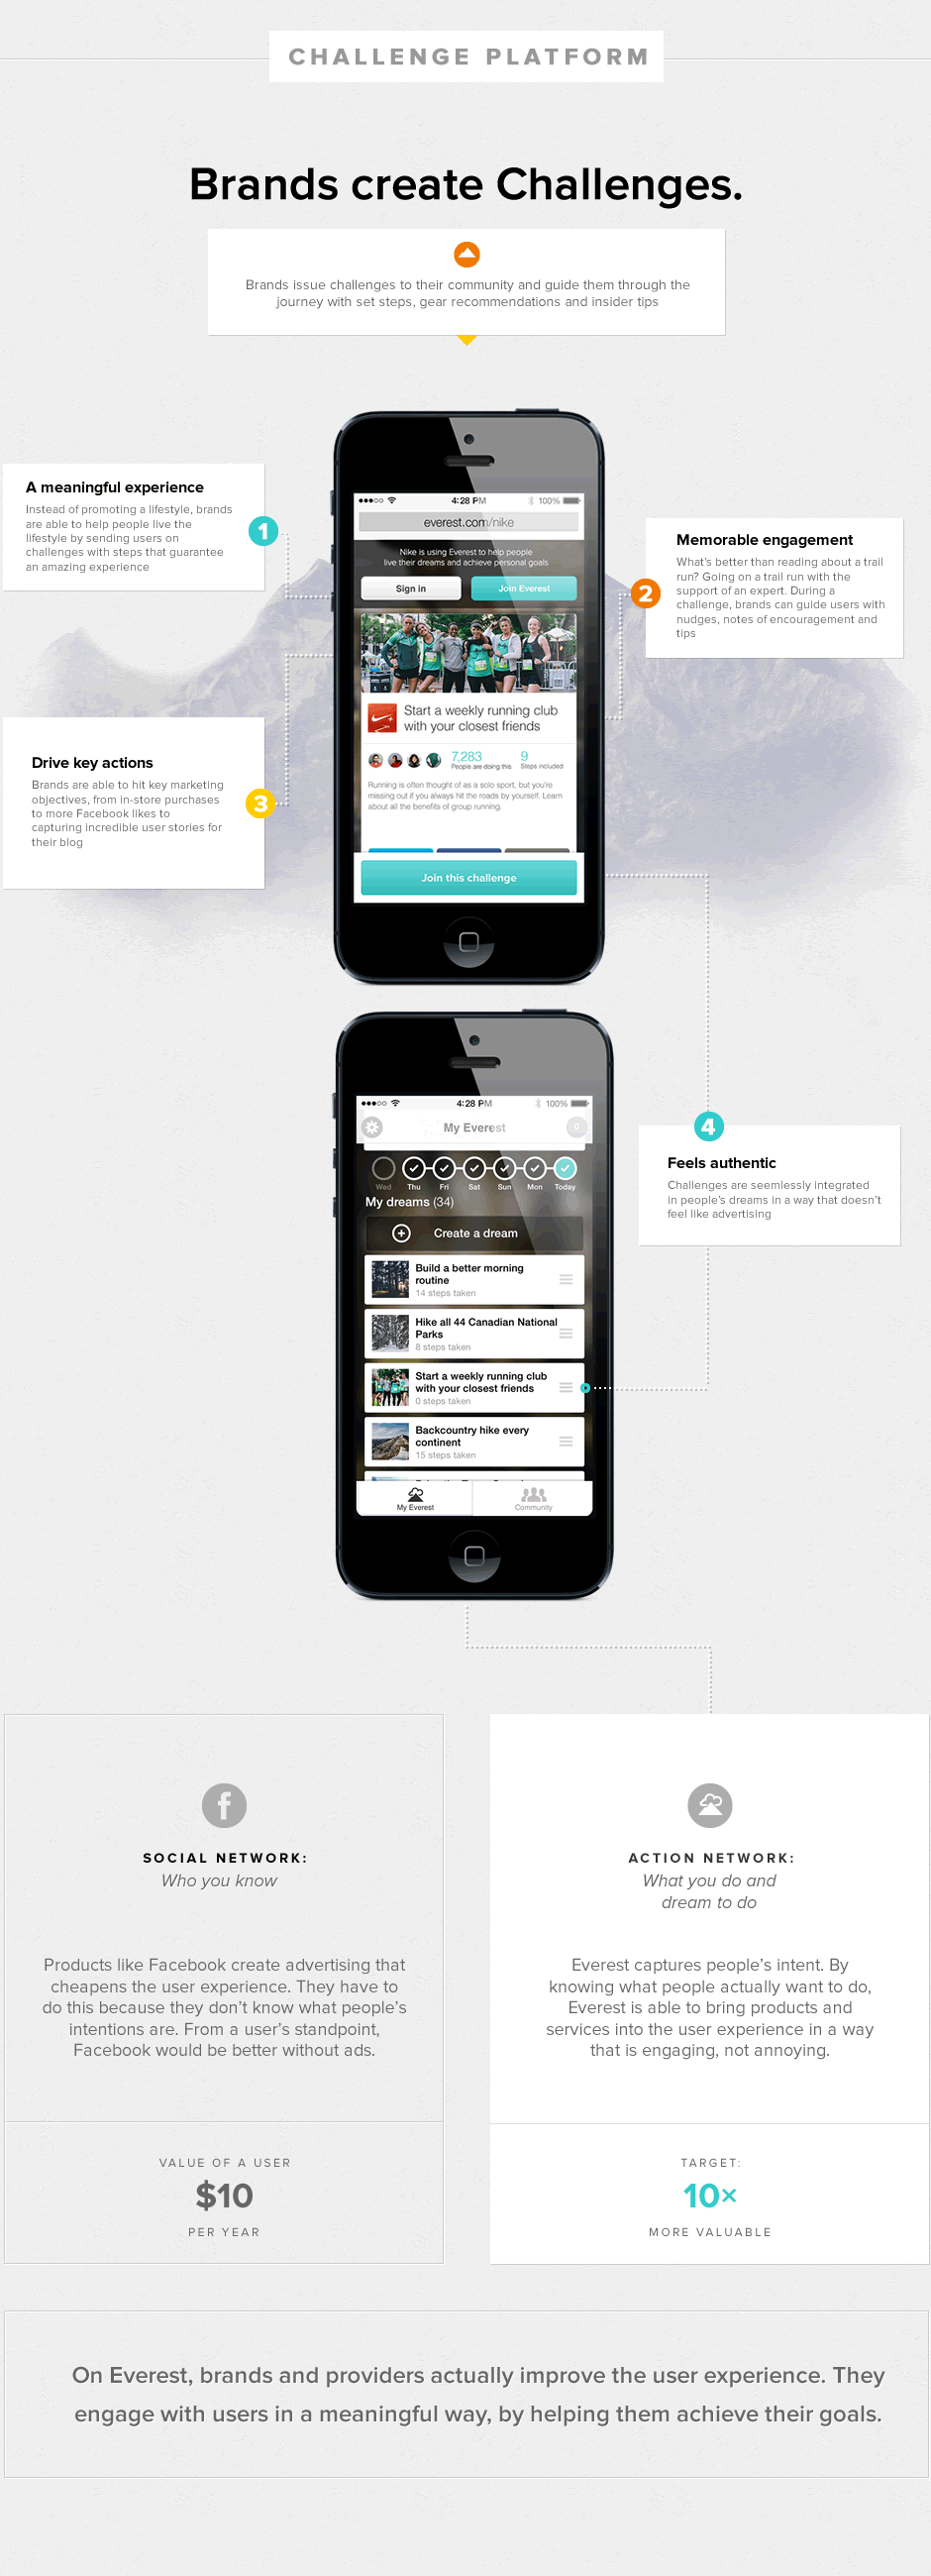 CHALLENGE PLATFORM
Brands create Challenges.
Brands issue challenges to their community and guide them through the
journey with set steps, gear recommendations and insider tips
A meaningful experience
Instead of promoting a lifestyle, brands
are able to help people live the
lifestyle by sending users on
challenges with steps that guarantee
an amazing experience
1
4:28 PM
100%
everest.com/nike
Nike is using Everest to help people
live their dreams and achieve personal goals
Sign in
Join Everest
Start a weekly running club
with your closest friends
7,283
People are doing this
9
Steps included
Running is often thought of as a solo sport, but you're
missing out if you always hit the roads by yourself. Learn
about all the benefits of group running.
Join this challenge
2
Memorable engagement
What's better than reading about a trail
run? Going on a trail run with the
support of an expert. During a
challenge, brands can guide users with
nudges, notes of encouragement and
tips
Drive key actions
Brands are able to hit key marketing
objectives, from in-store purchases
to more Facebook likes to
capturing incredible user stories for
their blog
3
4:28 PM
100%
My Everest
0
Wed Thu Fri Sat Sun Mon Today
My dreams (34)
Create a dream
Build a better morning
routine
14 steps taken
Hike all 44 Canadian National
Parks
8 steps taken
Start a weekly running club
with your closest friends
0 steps taken
Backcountry hike every
continent
15 steps taken
My Everest
Community
4
Feels authentic
Challenges are seemlessly integrated
in people's dreams in a way that doesn't
feel like advertising
SOCIAL NETWORK:
Who you know
Products like Facebook create advertising that
cheapens the user experience. They have to
do this because they don't know what people's
intentions are. From a user's standpoint,
Facebook would be better without ads.
VALUE OF A USER
$10
PER YEAR
ACTION NETWORK:
What you do and
dream to do
Everest captures people's intent. By
knowing what people actually want to do,
Everest is able to bring products and
services into the user experience in a way
that is engaging, not annoying.
TARGET:
10×
MORE VALUABLE
On Everest, brands and providers actually improve the user experience. They
engage with users in a meaningful way, by helping them achieve their goals.